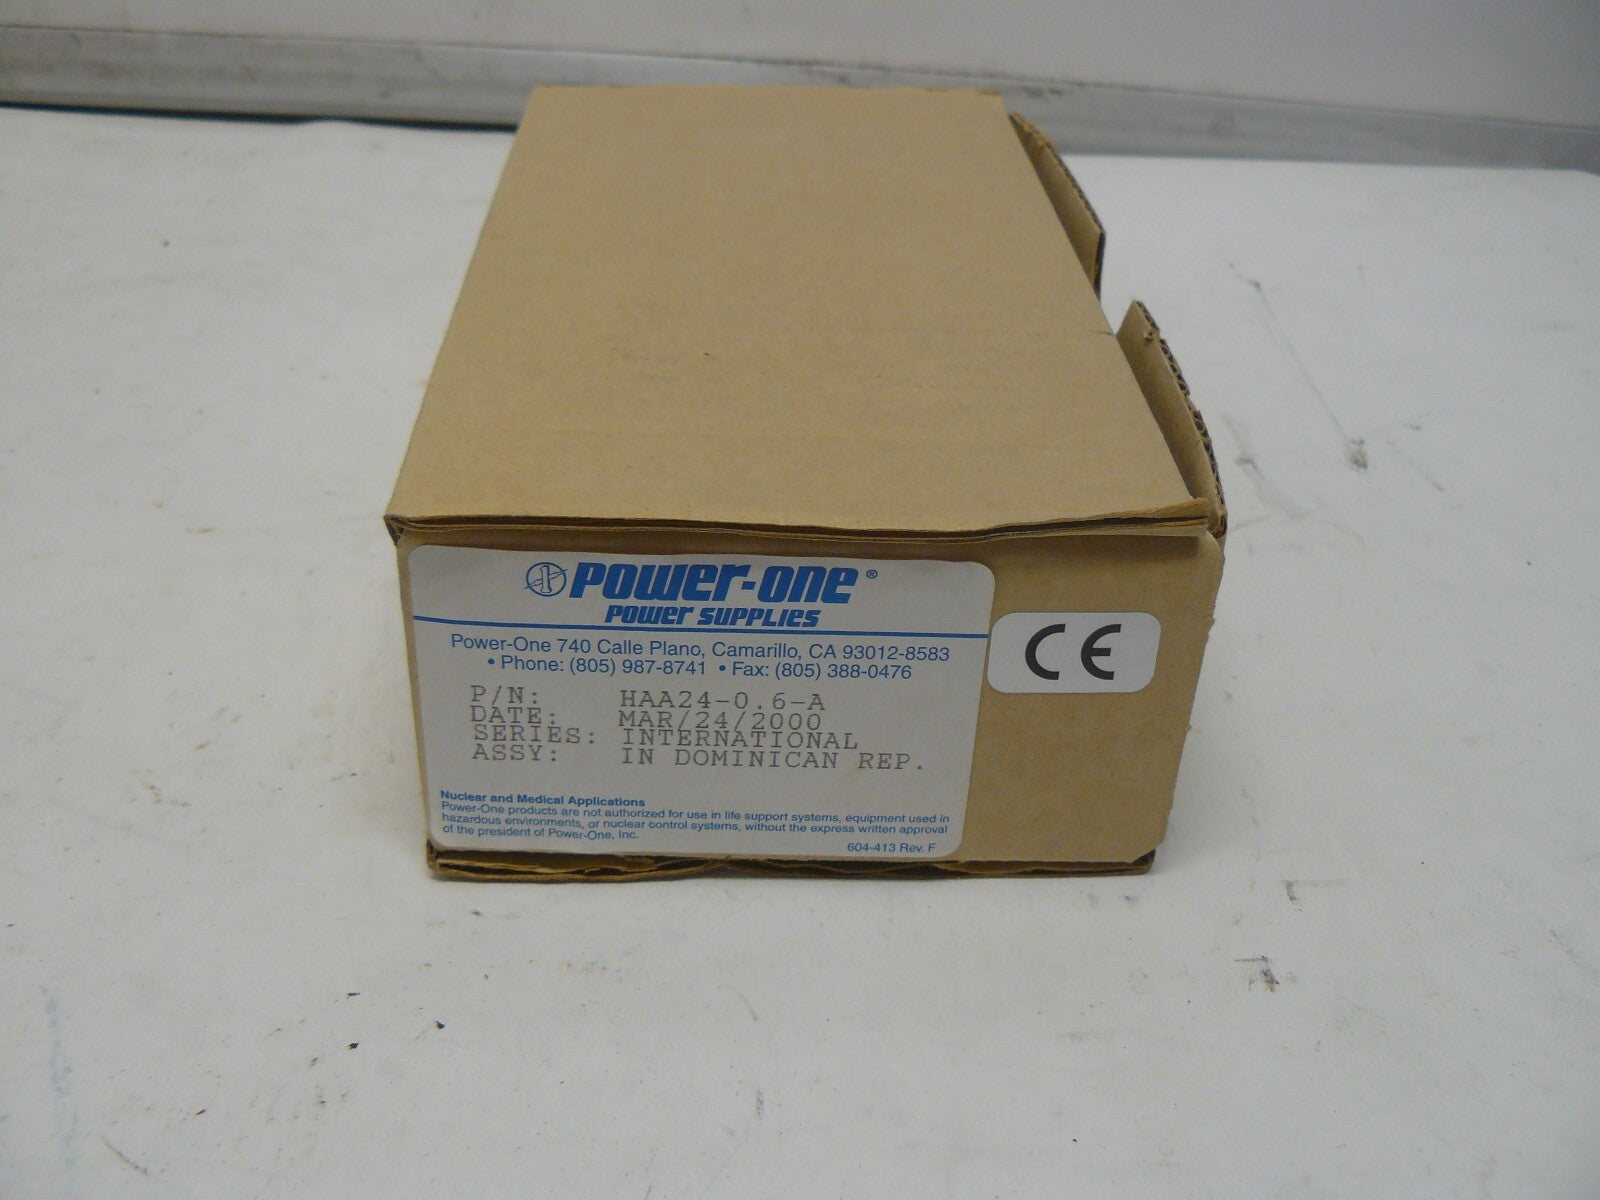 POWER-ONE ®
POWER SUPPLIES
Power-One 740 Calle Plano, Camarillo, CA 93012-8583
• Phone: (805) 987-8741 • Fax: (805) 388-0476
P/N: HAA24-0.6-A
DATE: MAR/24/2000
SERIES: INTERNATIONAL
ASSY: IN DOMINICAN REP.
Nuclear and Medical Applications
Power-One products are not authorized for use in life support systems, equipment used in
hazardous environments, or nuclear control systems, without the express written approval
of the president of Power-One, Inc.
604-413 Rev. F
CE